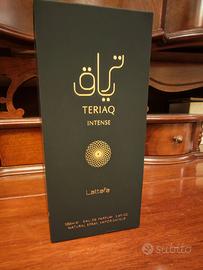 ترياق
TERIAQ
INTENSE
Lattafa
100ml ℮ EAU DE PARFUM 3.4FL.OZ.
NATURAL SPRAY VAPORISATEUR
subito